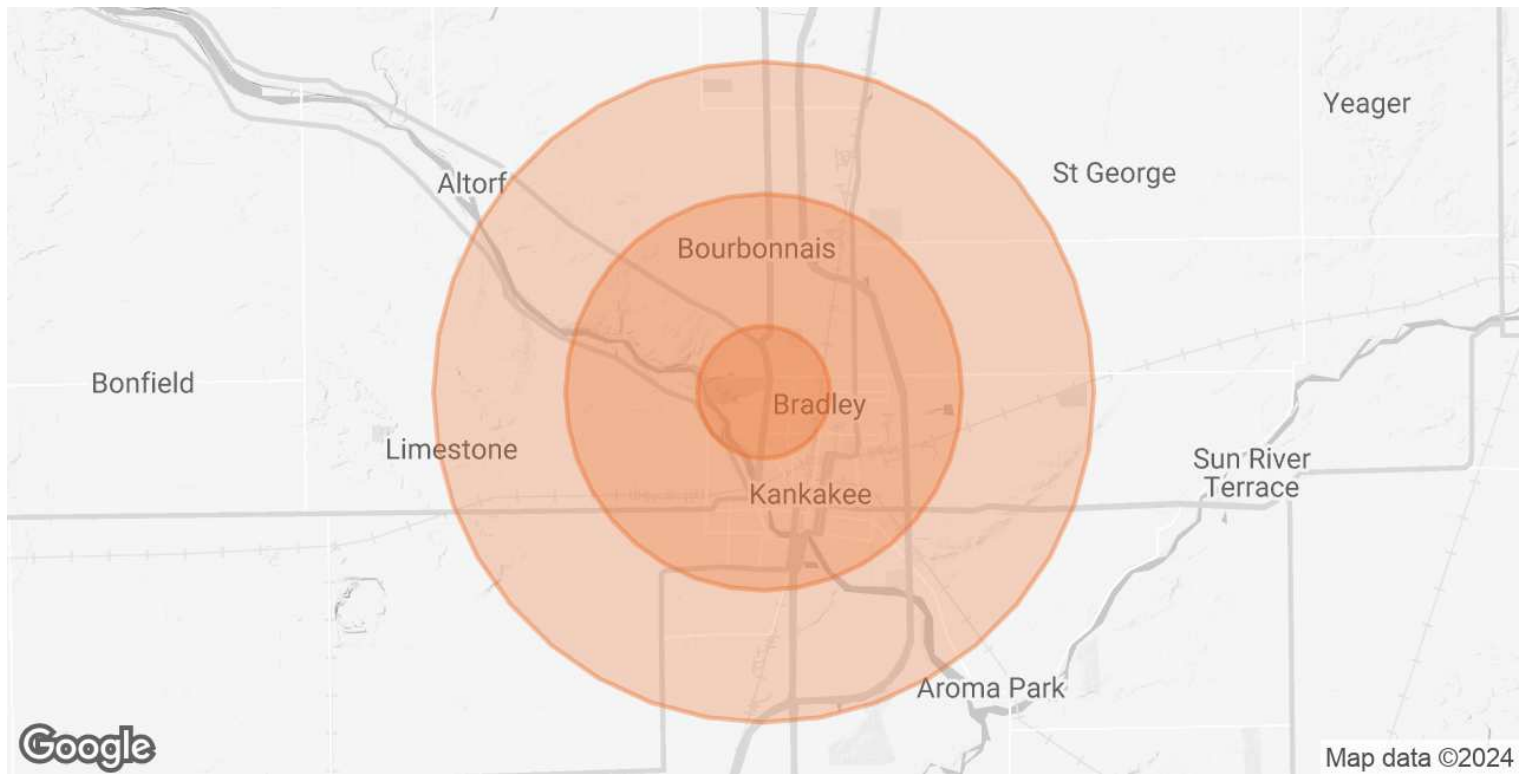 Yeager
St George
Altorf
Bourbonnais
Bonfield
Bradley
Limestone
Sun River
Terrace
Kankakee
Aroma Park
Google
Map data ©2024